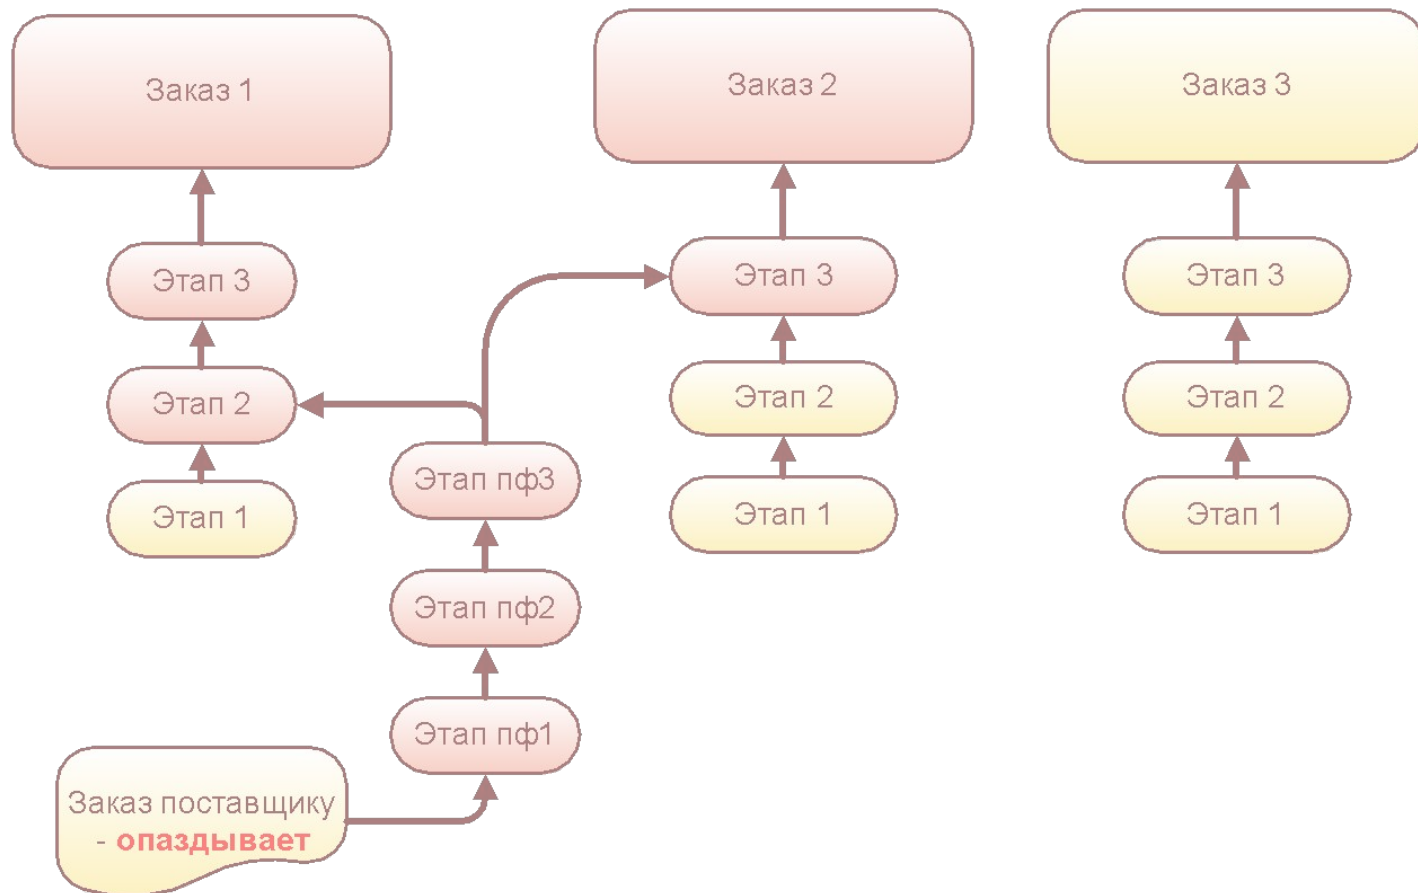 Заказ 1
Заказ 2
Заказ 3
Этап 3
Этап 3
Этап 3
Этап 2
Этап 2
Этап 2
Этап пф3
Этап 1
Этап 1
Этап 1
Этап пф2
Этап пф1
Заказ поставщику
- опаздывает